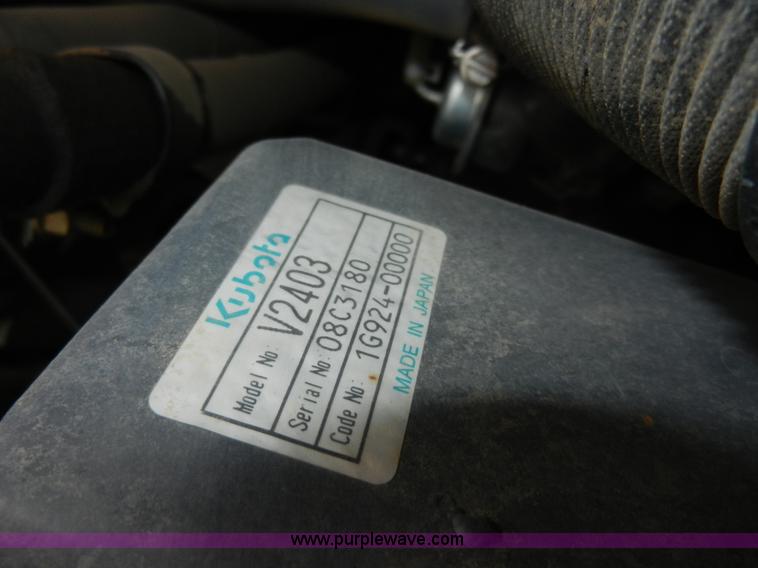 Kubota
Model No: V2403
Serial No: 08C3180
Code No: 1G924-00000
MADE IN JAPAN
www.purplewave.com